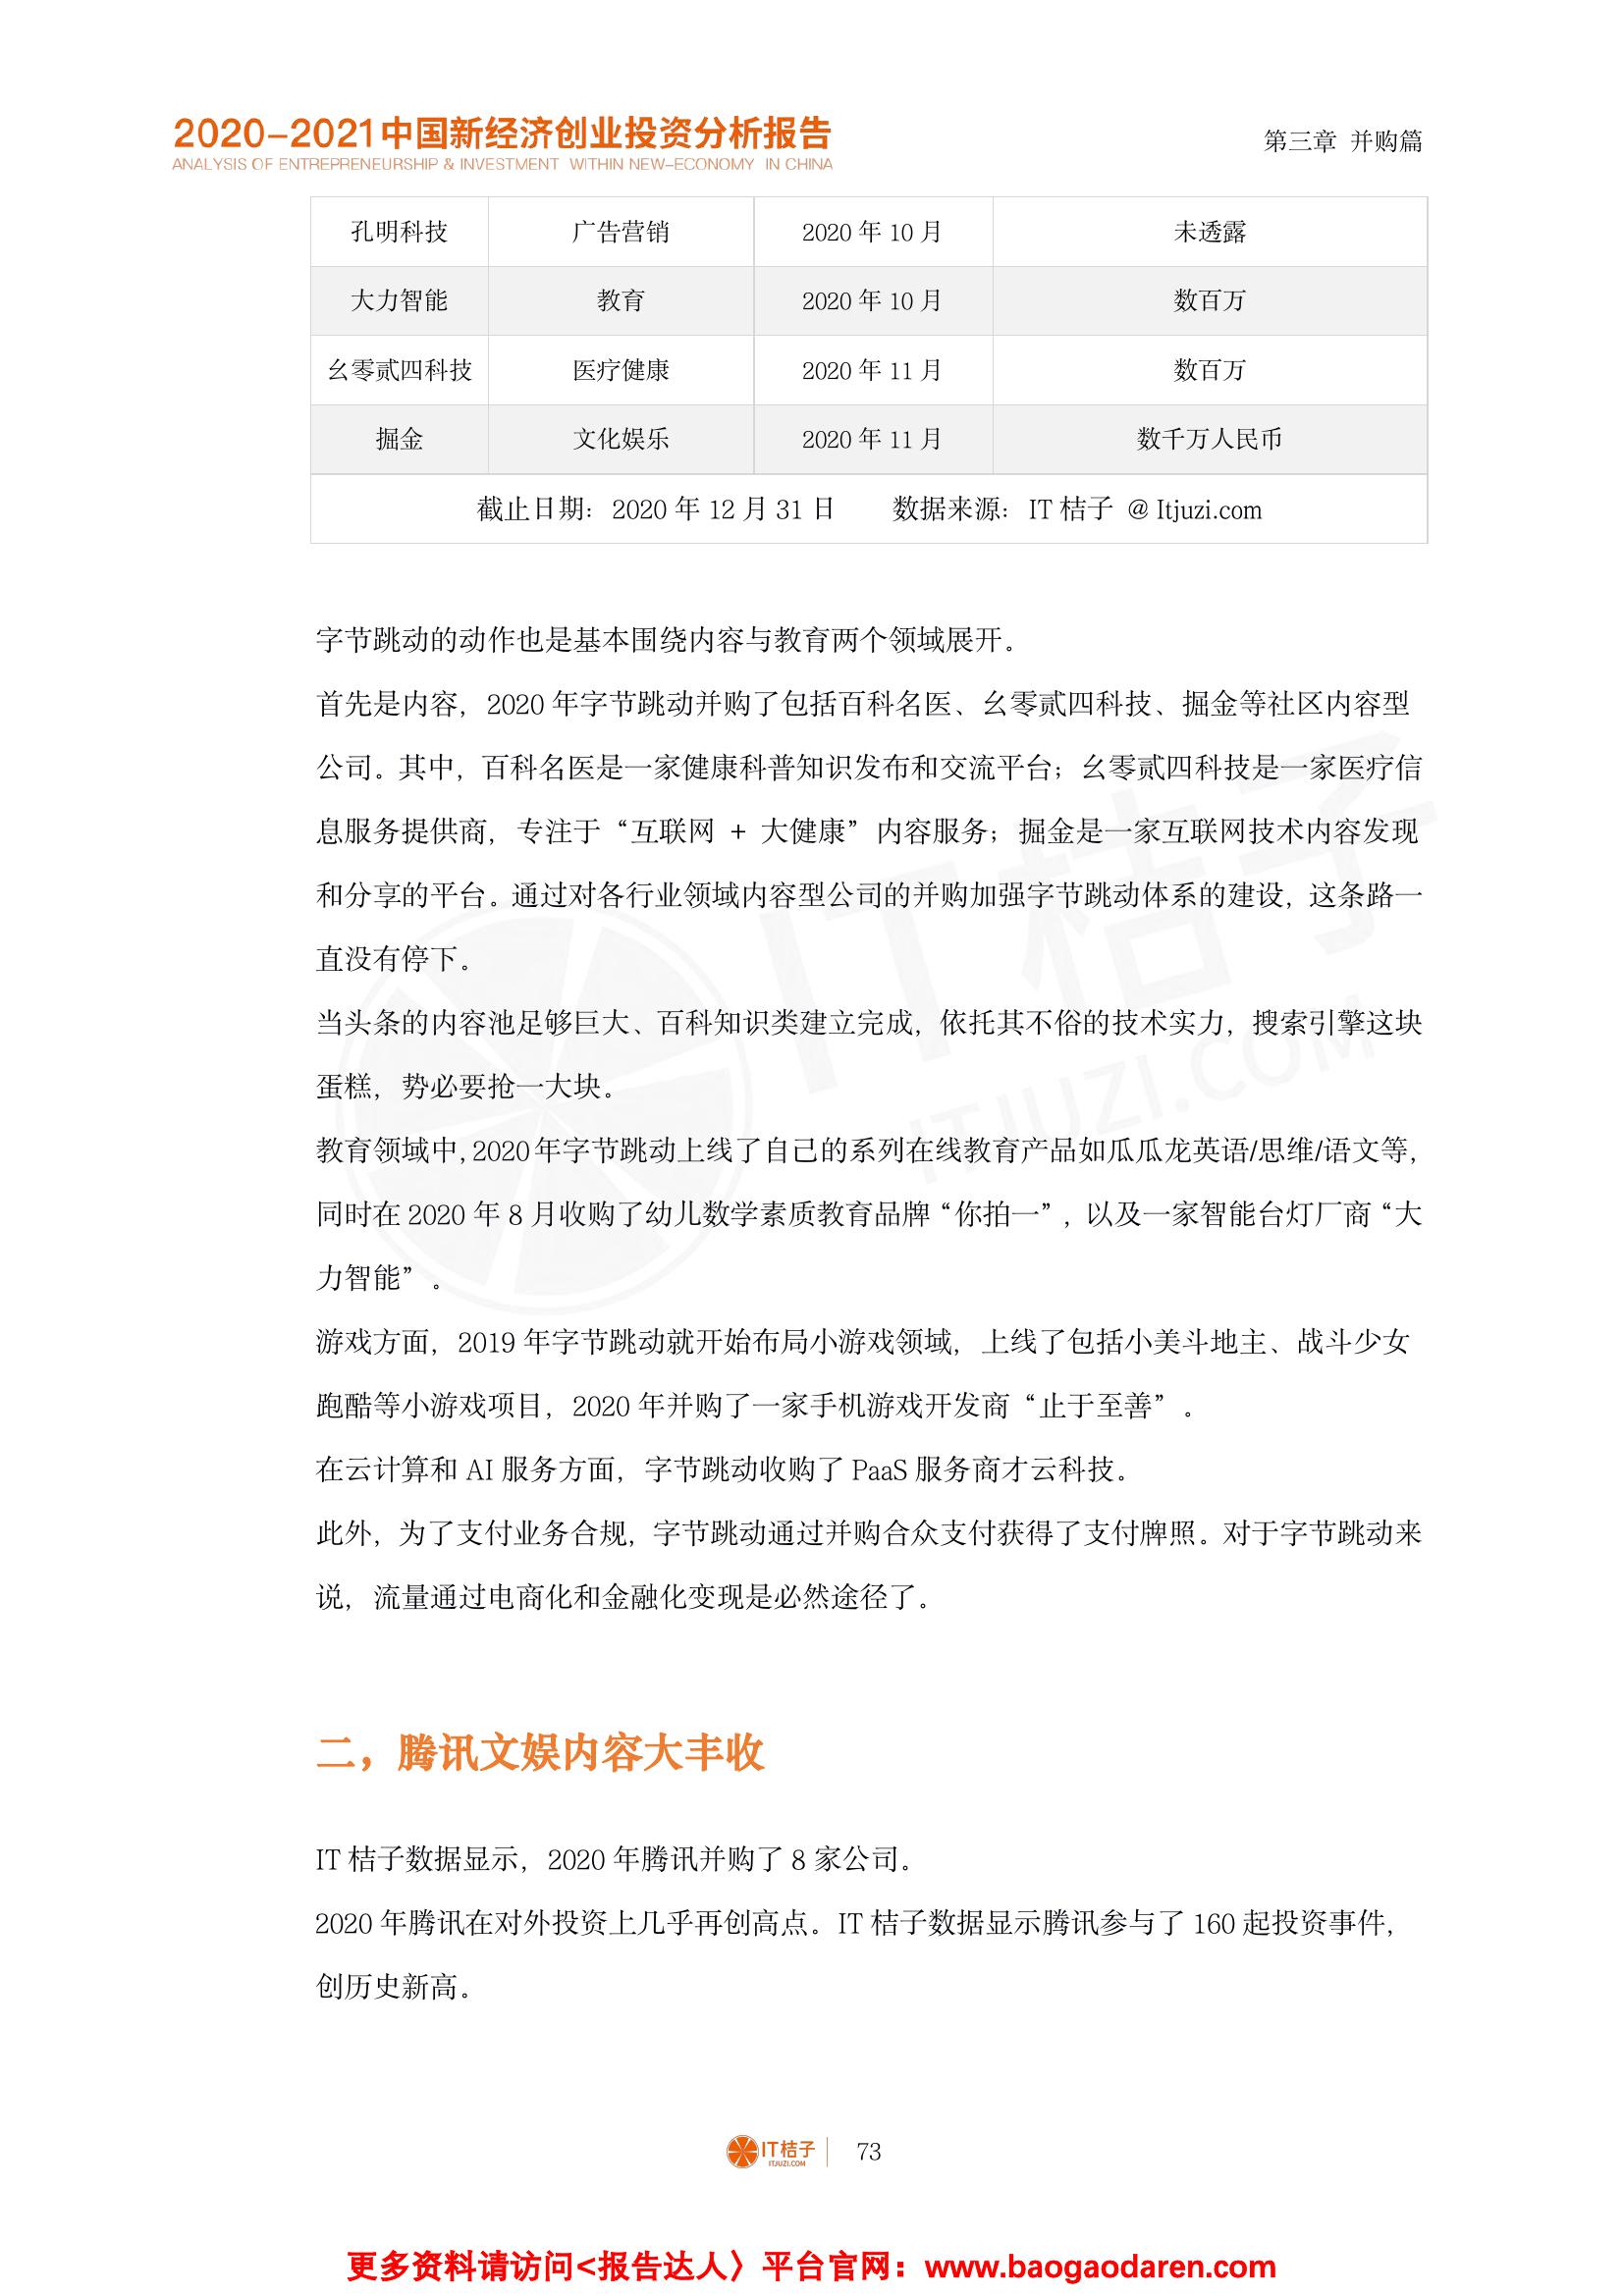 2020-2021中国新经济创业投资分析报告
ANALYSIS OF ENTREPRENEURSHIP & INVESTMENT WITHIN NEW-ECONOMY IN CHINA
第三章 并购篇
孔明科技 广告营销 2020 年 10 月 未透露
大力智能 教育 2020 年 10 月 数百万
幺零贰四科技 医疗健康 2020 年 11 月 数百万
掘金 文化娱乐 2020 年 11 月 数千万人民币
截止日期：2020 年 12 月 31 日 数据来源：IT 桔子 @ Itjuzi.com
字节跳动的动作也是基本围绕内容与教育两个领域展开。
首先是内容，2020 年字节跳动并购了包括百科名医、幺零贰四科技、掘金等社区内容型
公司。其中，百科名医是一家健康科普知识发布和交流平台；幺零贰四科技是一家医疗信
息服务提供商，专注于“互联网 + 大健康”内容服务；掘金是一家互联网技术内容发现
和分享的平台。通过对各行业领域内容型公司的并购加强字节跳动体系的建设，这条路一
直没有停下。
当头条的内容池足够巨大、百科知识类建立完成，依托其不俗的技术实力，搜索引擎这块
蛋糕，势必要抢一大块。
教育领域中，2020 年字节跳动上线了自己的系列在线教育产品如瓜瓜龙英语/思维/语文等，
同时在 2020 年 8 月收购了幼儿数学素质教育品牌“你拍一”，以及一家智能台灯厂商“大
力智能”。
游戏方面，2019 年字节跳动就开始布局小游戏领域，上线了包括小美斗地主、战斗少女
跑酷等小游戏项目，2020 年并购了一家手机游戏开发商“止于至善”。
在云计算和 AI 服务方面，字节跳动收购了 PaaS 服务商才云科技。
此外，为了支付业务合规，字节跳动通过并购合众支付获得了支付牌照。对于字节跳动来
说，流量通过电商化和金融化变现是必然途径了。
IT桔子
ITJUZI.COM
二，腾讯文娱内容大丰收
IT 桔子数据显示，2020 年腾讯并购了 8 家公司。
2020 年腾讯在对外投资上几乎再创高点。IT 桔子数据显示腾讯参与了 160 起投资事件，
创历史新高。
IT桔子
ITJUZI.COM
73
更多资料请访问<报告达人〉平台官网：www.baogaodaren.com